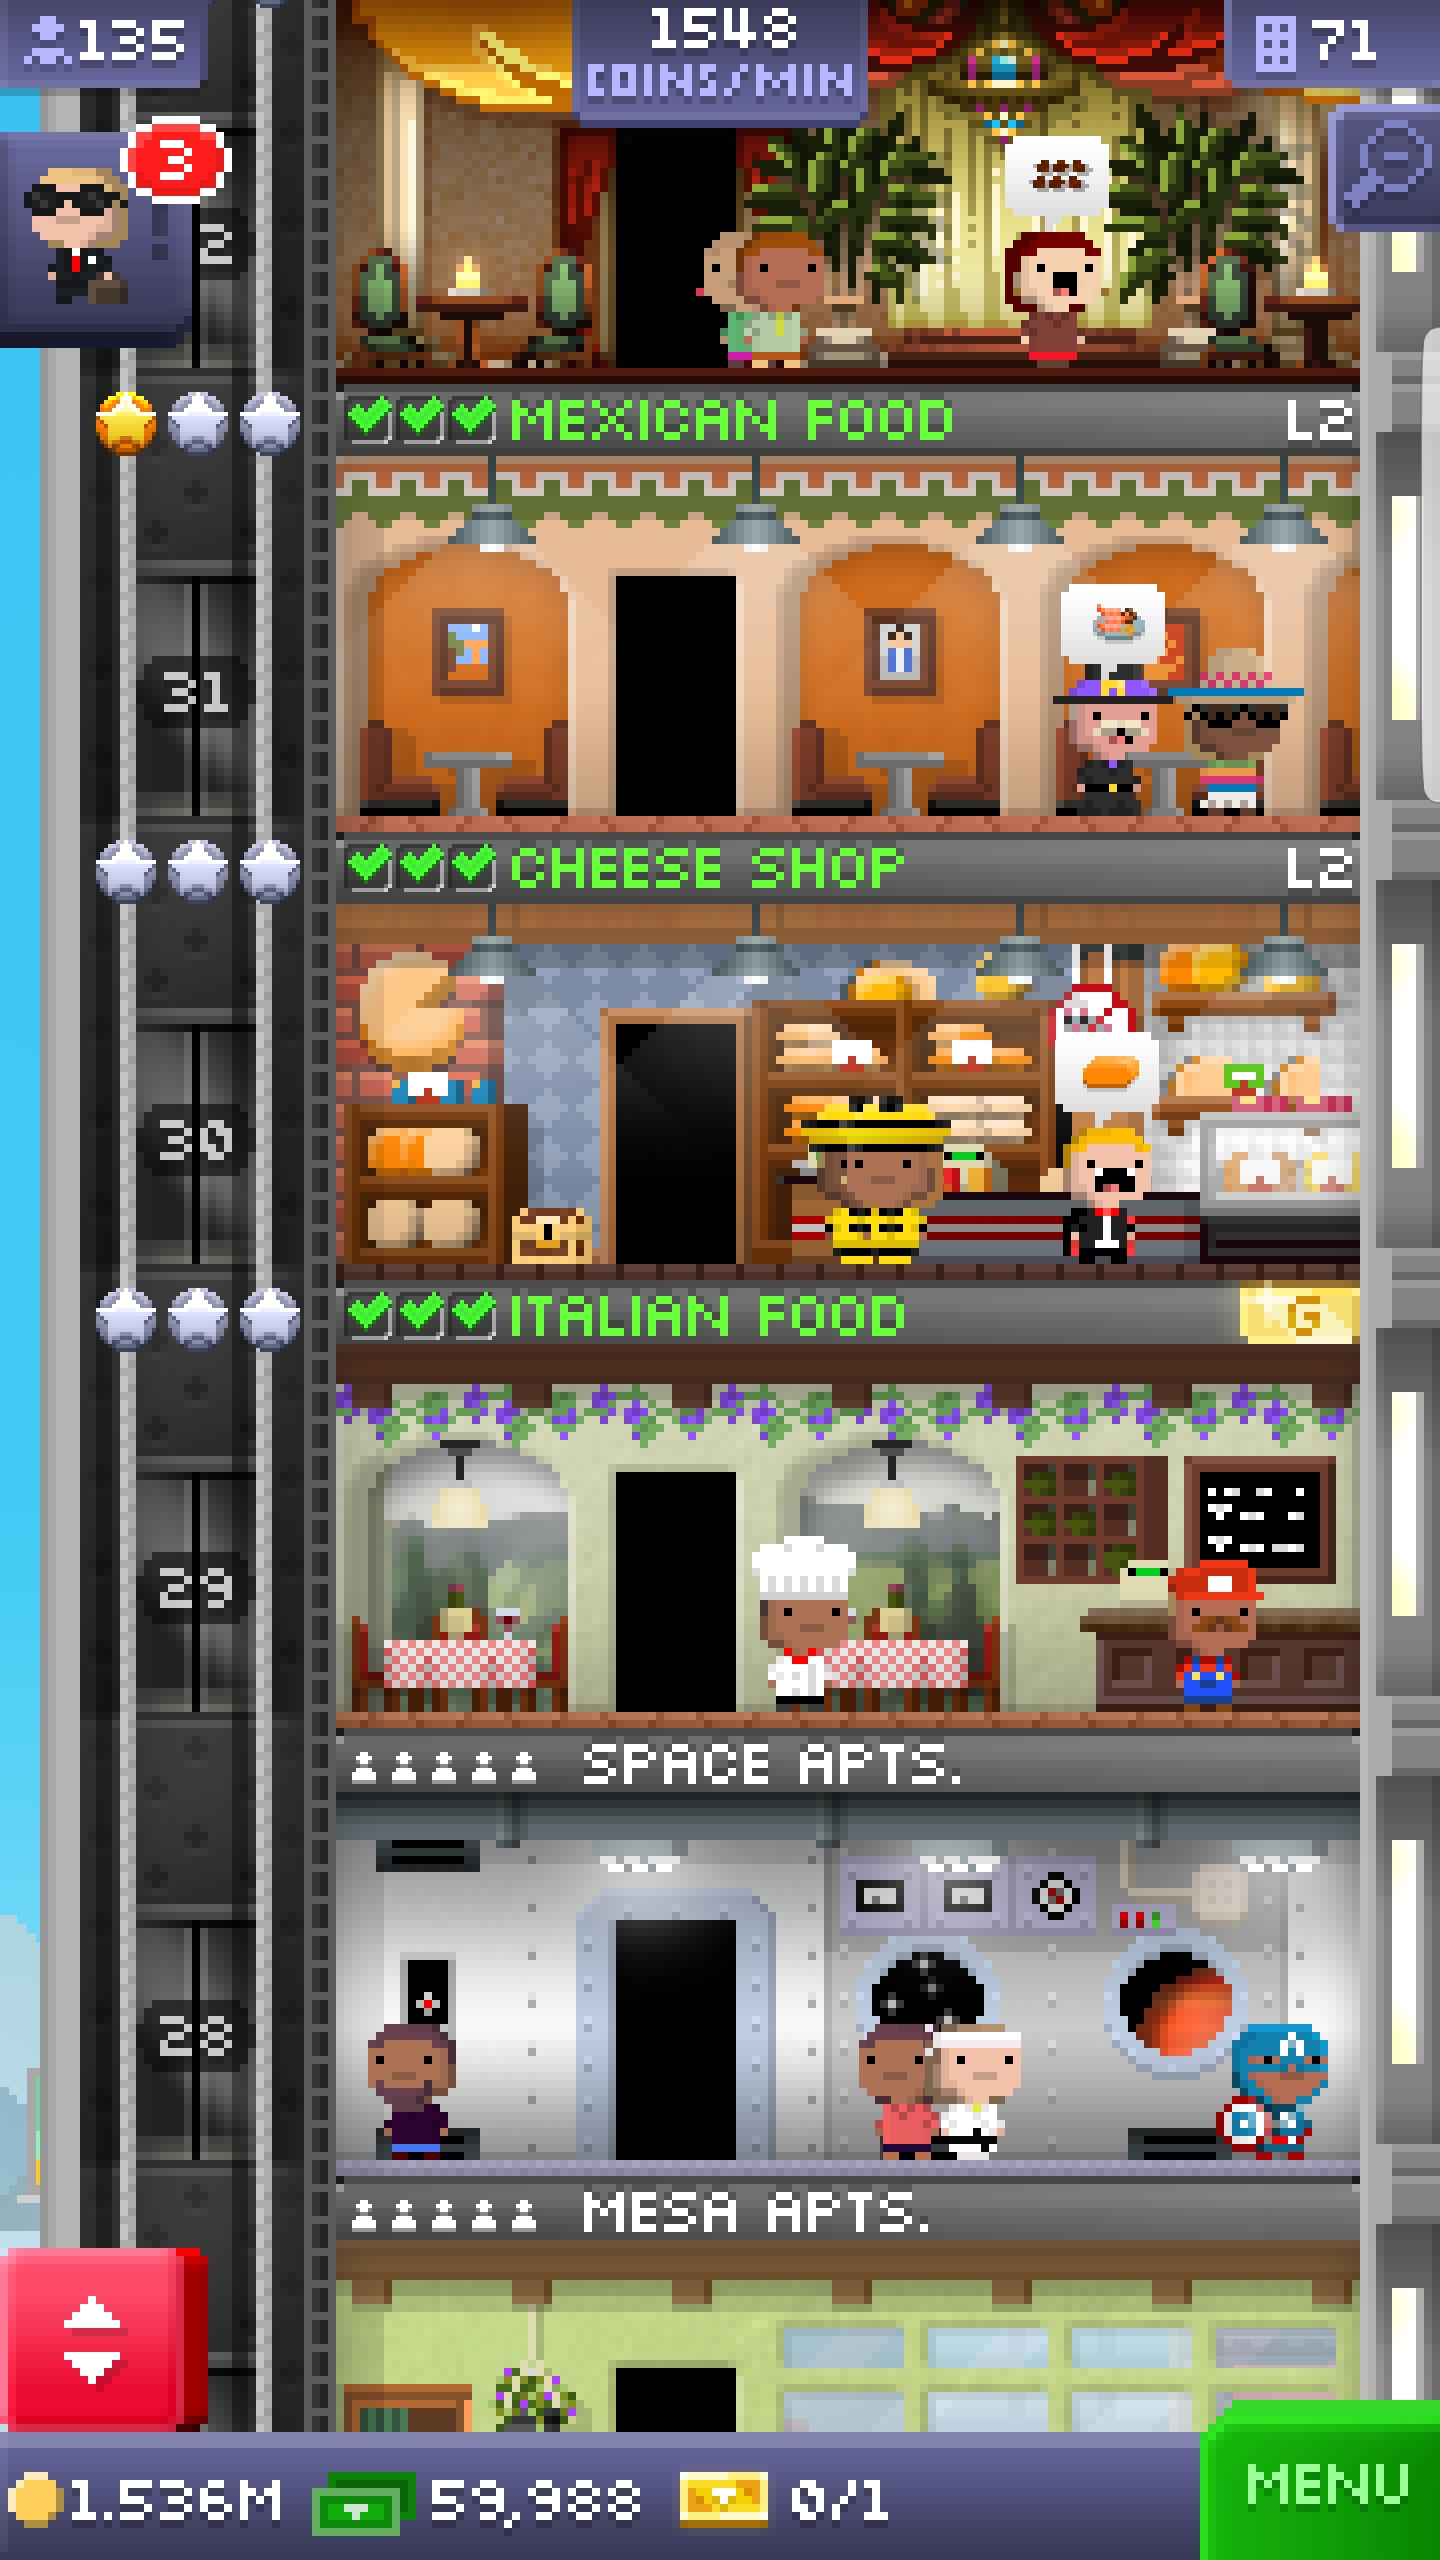 135
1548
COINS/MIN
71
3
2
MEXICAN FOOD L2
31
CHEESE SHOP L2
30
ITALIAN FOOD G
29
SPACE APTS.
28
MESA APTS.
1.536M 59,988 0/1
MENU